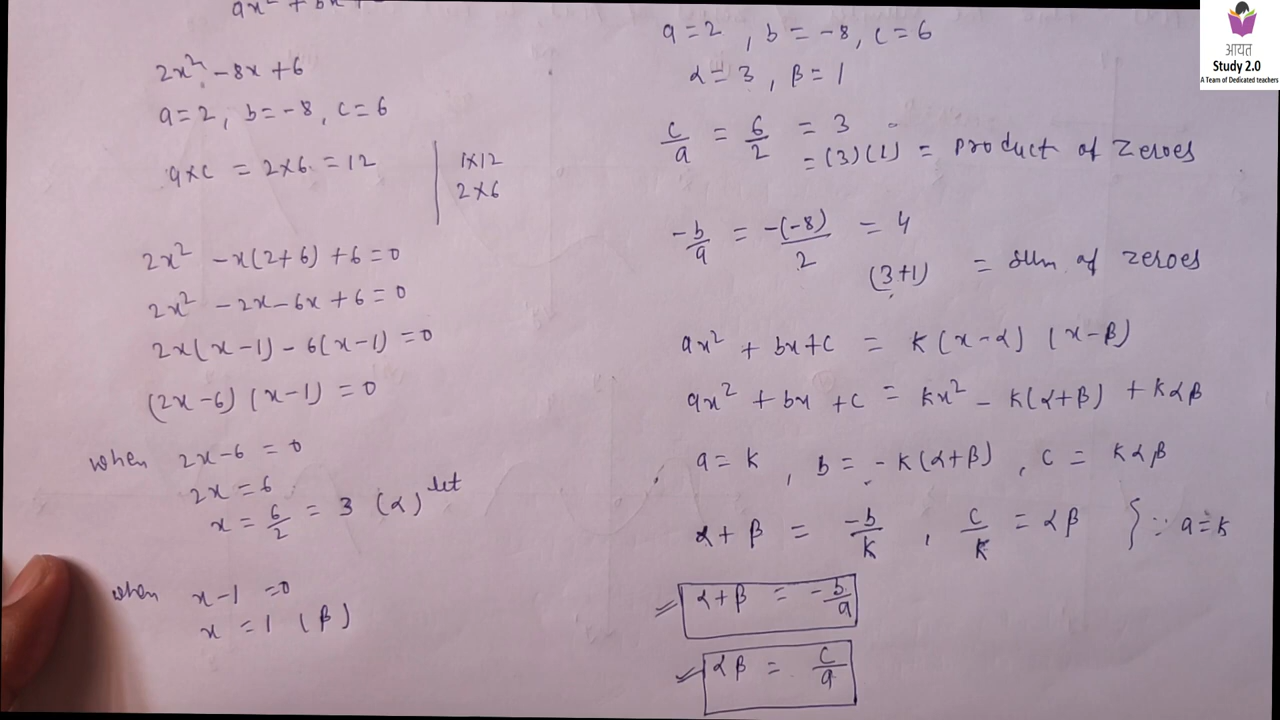 ax² + bx +
2x² - 8x + 6
a = 2, b = -8, c = 6
a×c = 2×6 = 12
1×12
2×6
2x² - x(2+6) + 6 = 0
2x² - 2x - 6x + 6 = 0
2x(x-1) - 6(x-1) = 0
(2x-6) (x-1) = 0
when 2x-6 = 0
2x = 6
x = 6/2 = 3 (α) let
when x-1 = 0
x = 1 (β)
a = 2, b = -8, c = 6
α = 3, β = 1
c/a = 6/2 = 3
= (3)(1) = product of zeroes
-b/a = -(-8)/2 = 4
(3+1) = sum of zeroes
ax² + bx + c = k(x-α) (x-β)
ax² + bx + c = kx² - k(α+β) + kαβ
a = k, b = -k(α+β), c = kαβ
α + β = -b/k, c/k = αβ } ∵ a = k
α + β = -b/a
αβ = c/a
आयत
Study 2.0
A Team of Dedicated teachers